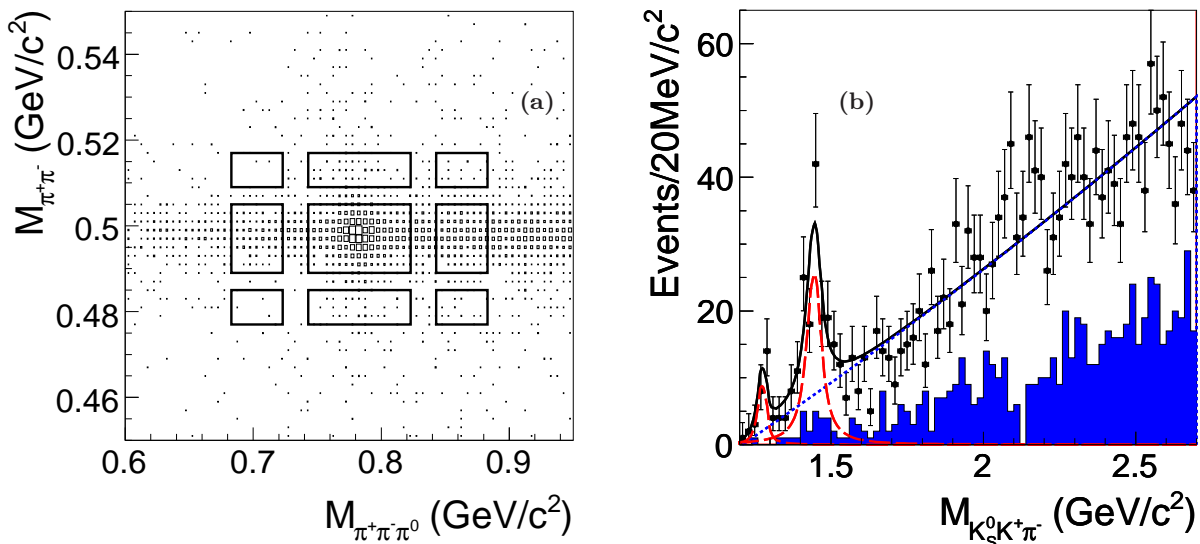 M_{π⁺π⁻} (GeV/c²)
0.54
0.52
0.5
0.48
0.46
(a)
0.6 0.7 0.8 0.9
M_{π⁺π⁻π⁰} (GeV/c²)
Events/20MeV/c²
60
40
20
0
(b)
1.5 2 2.5
M_{K_S^0K⁺π⁻} (GeV/c²)